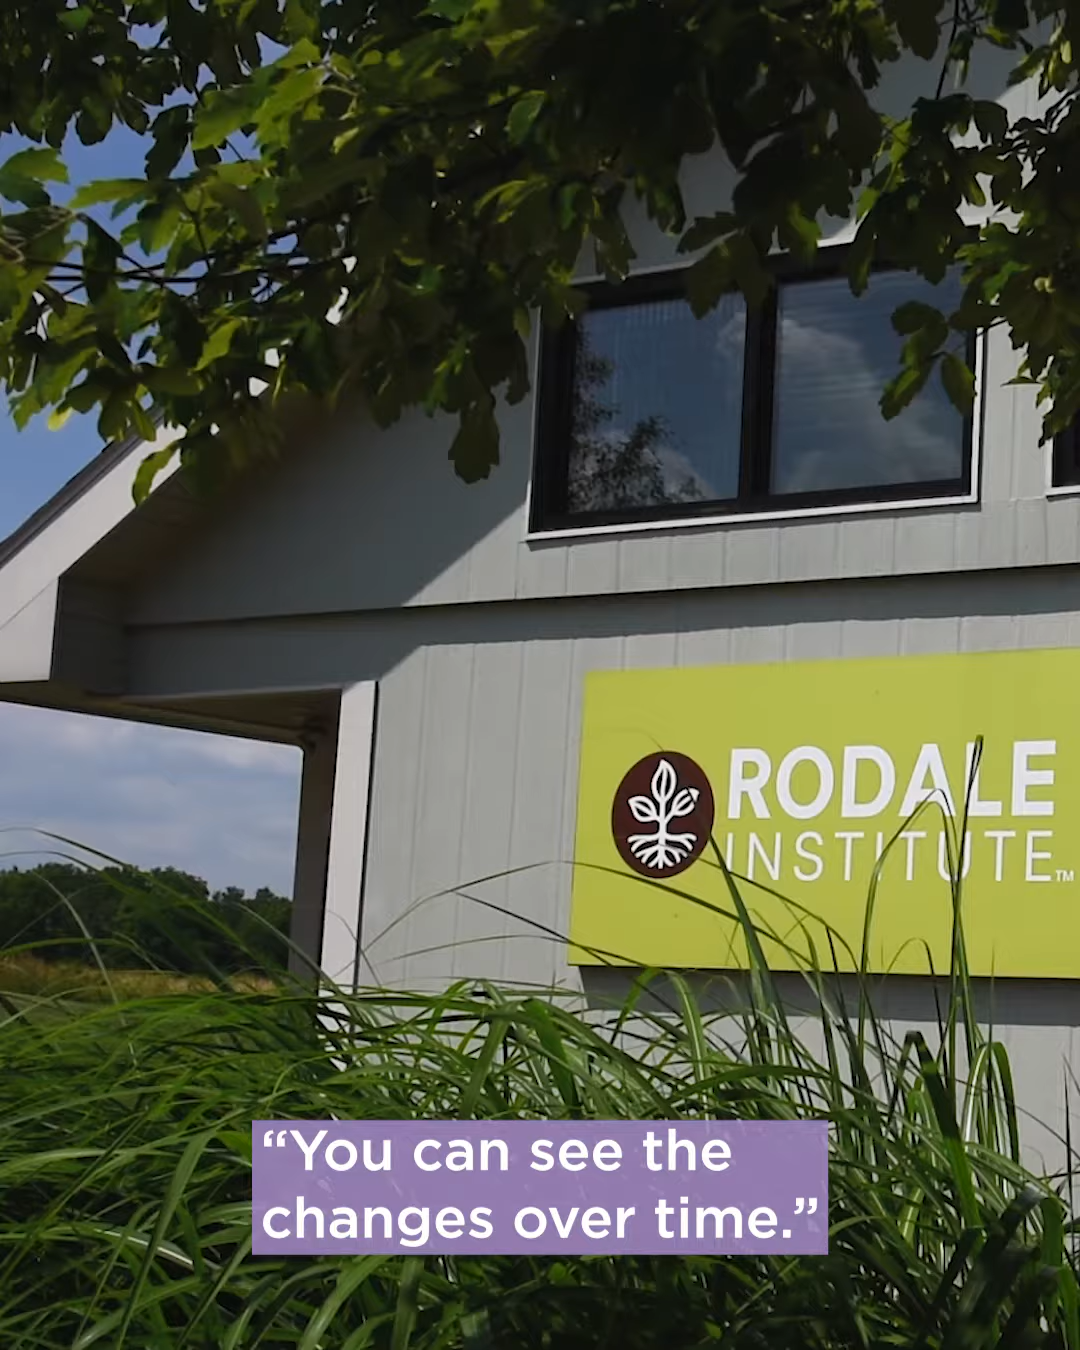 RODALE
INSTITUTE™
“You can see the
changes over time.”